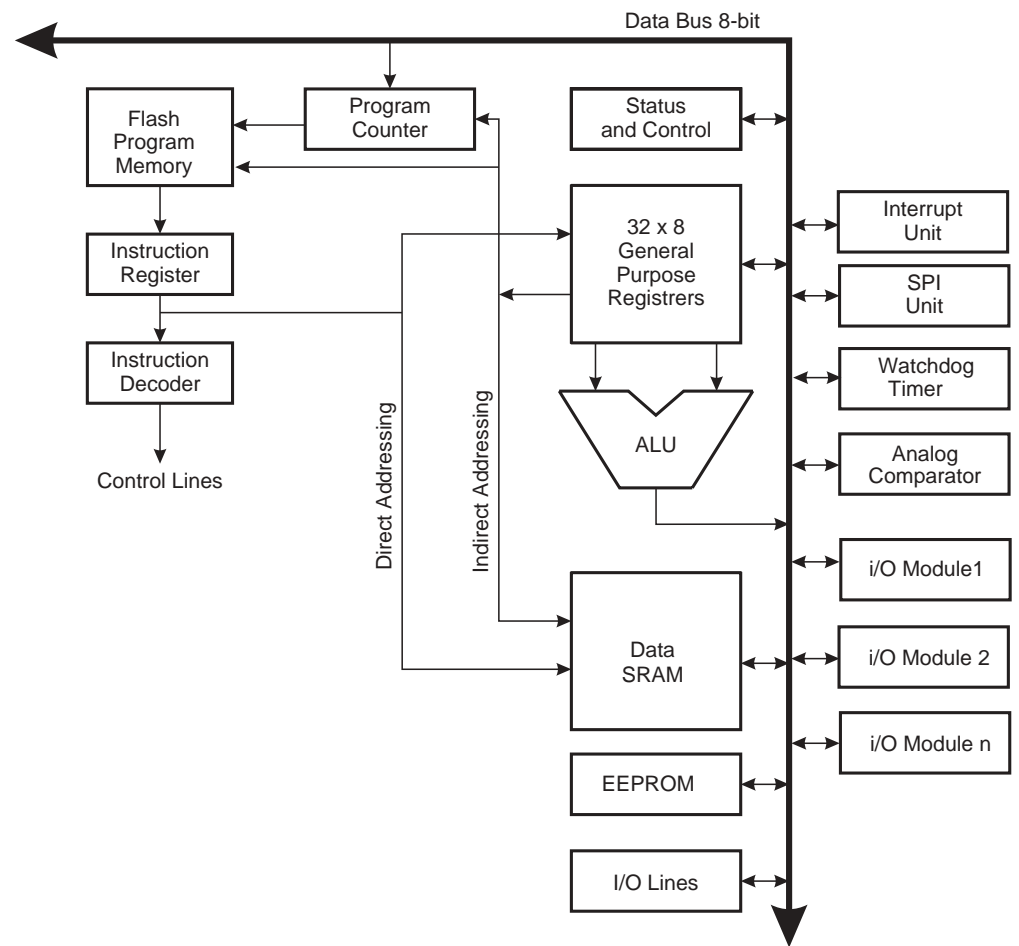 Data Bus 8-bit
Flash
Program
Memory
Program
Counter
Status
and Control
32 x 8
General
Purpose
Registrers
Interrupt
Unit
Instruction
Register
SPI
Unit
Instruction
Decoder
Watchdog
Timer
Control Lines
Direct Addressing
Indirect Addressing
ALU
Analog
Comparator
i/O Module1
Data
SRAM
i/O Module 2
i/O Module n
EEPROM
I/O Lines